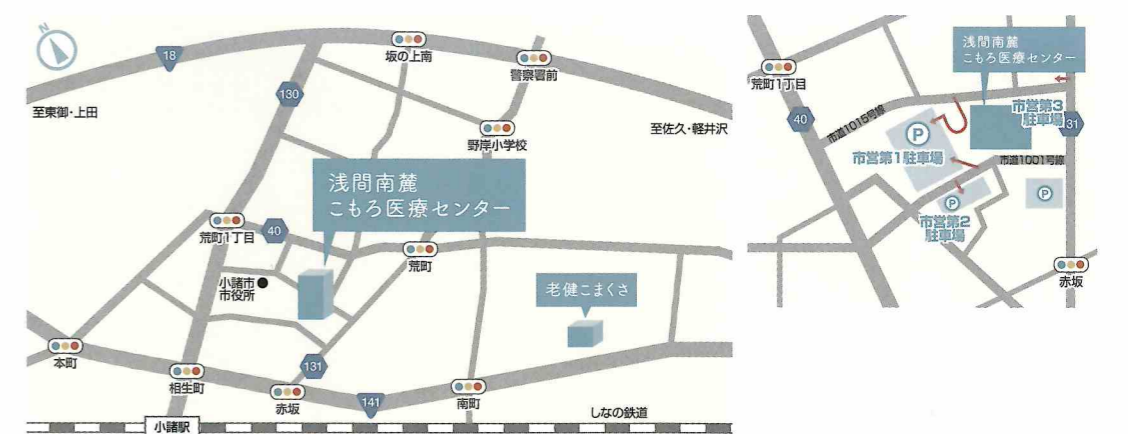 N
18
坂の上南
警察署前
130
至東御・上田
野岸小学校
至佐久・軽井沢
浅間南麓
こもろ医療センター
荒町1丁目
40
荒町
小諸市
市役所
老健こまくさ
131
本町
相生町
赤坂
141
南町
しなの鉄道
小諸駅
浅間南麓
こもろ医療センター
荒町1丁目
40
市道1015号線
P
市営第3
駐車場
31
市営第1駐車場
市道1001号線
P
P
市営第2
駐車場
赤坂